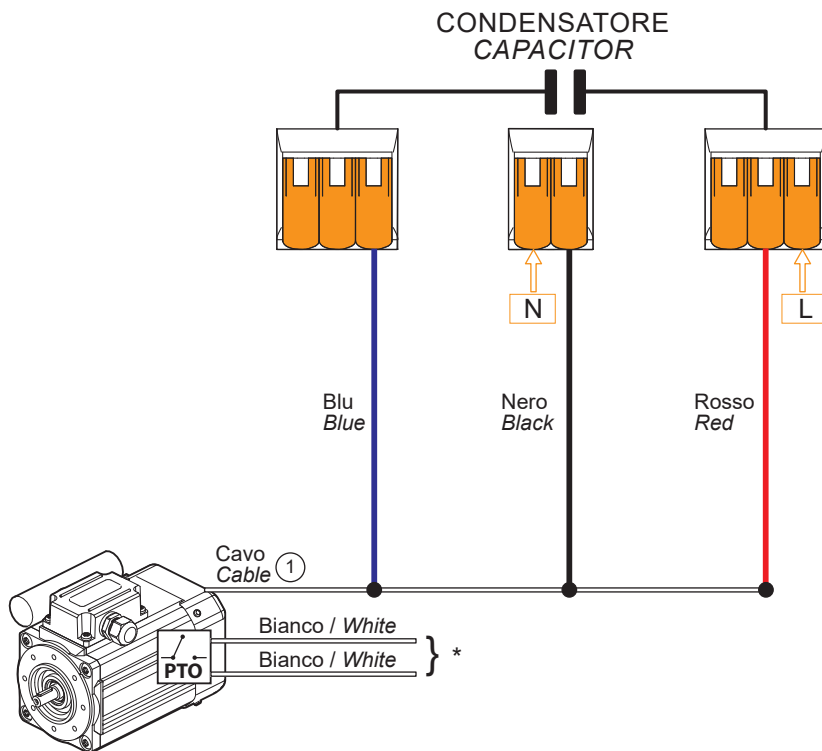 CONDENSATORE
CAPACITOR
N
L
Blu
Blue
Nero
Black
Rosso
Red
Cavo
Cable 1
Bianco / White
Bianco / White
} *
PTO